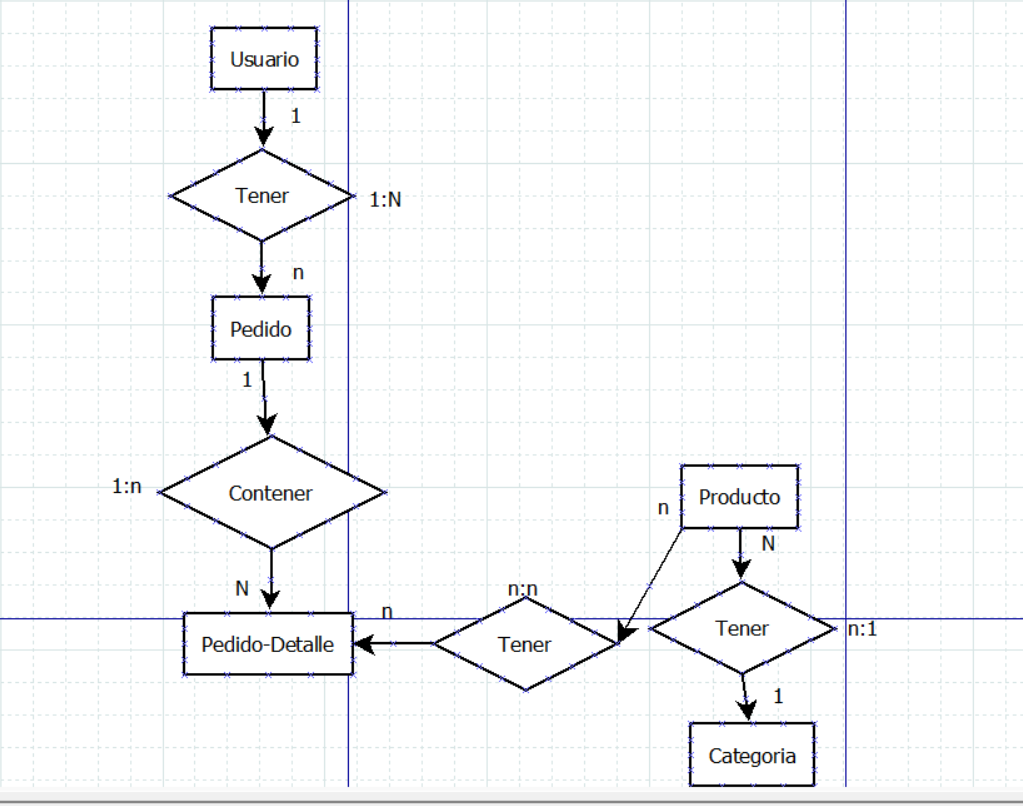 Usuario
1
Tener
1:N
n
Pedido
1
1:n
Contener
Producto
n
N
N
n:n
n
Tener
Tener
n:1
Pedido-Detalle
1
Categoria